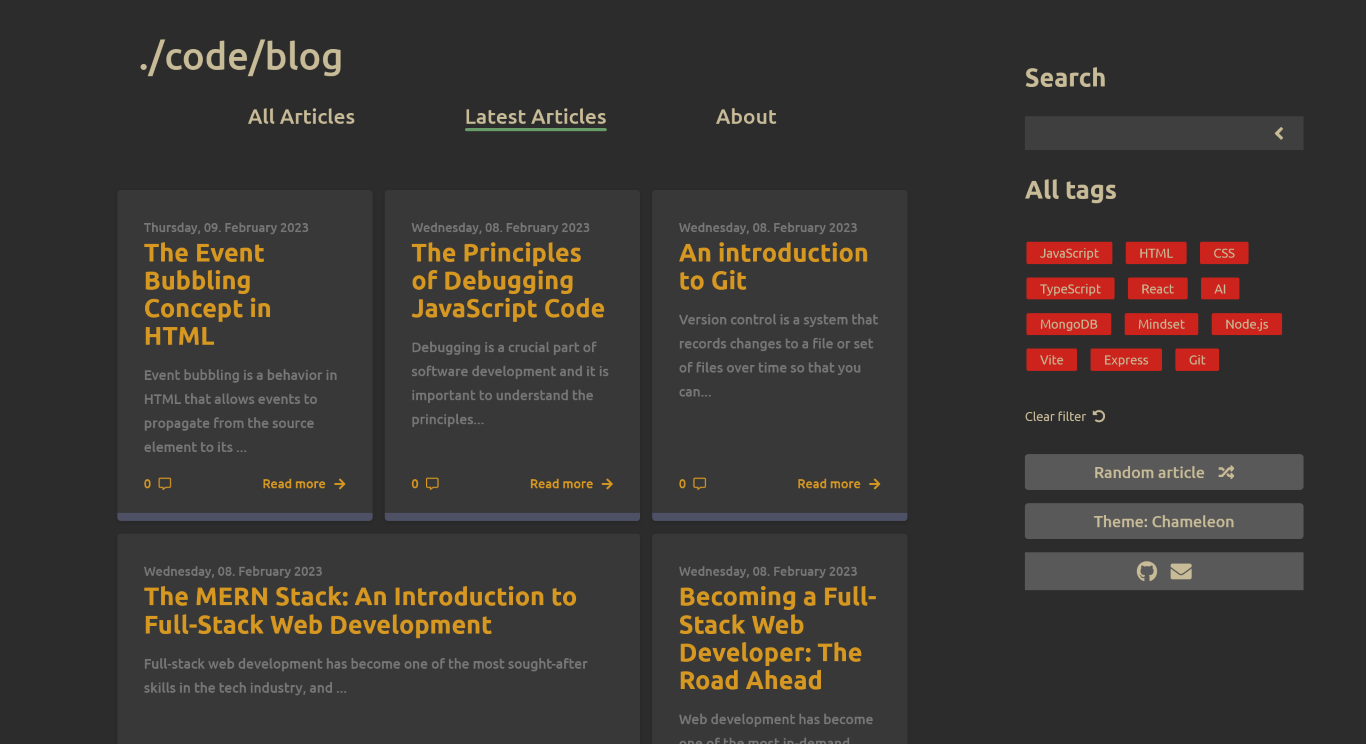 ./code/blog
All Articles
Latest Articles
About
Thursday, 09. February 2023
The Event
Bubbling
Concept in
HTML
Event bubbling is a behavior in
HTML that allows events to
propagate from the source
element to its ...
0
Read more
Wednesday, 08. February 2023
The Principles
of Debugging
JavaScript Code
Debugging is a crucial part of
software development and it is
important to understand the
principles...
0
Read more
Wednesday, 08. February 2023
An introduction
to Git
Version control is a system that
records changes to a file or set
of files over time so that you
can...
0
Read more
Wednesday, 08. February 2023
The MERN Stack: An Introduction to
Full-Stack Web Development
Full-stack web development has become one of the most sought-after
skills in the tech industry, and ...
Wednesday, 08. February 2023
Becoming a Full-
Stack Web
Developer: The
Road Ahead
Web development has become
one of the most in-demand
Search
All tags
JavaScript
HTML
CSS
TypeScript
React
AI
MongoDB
Mindset
Node.js
Vite
Express
Git
Clear filter
Random article
Theme: Chameleon